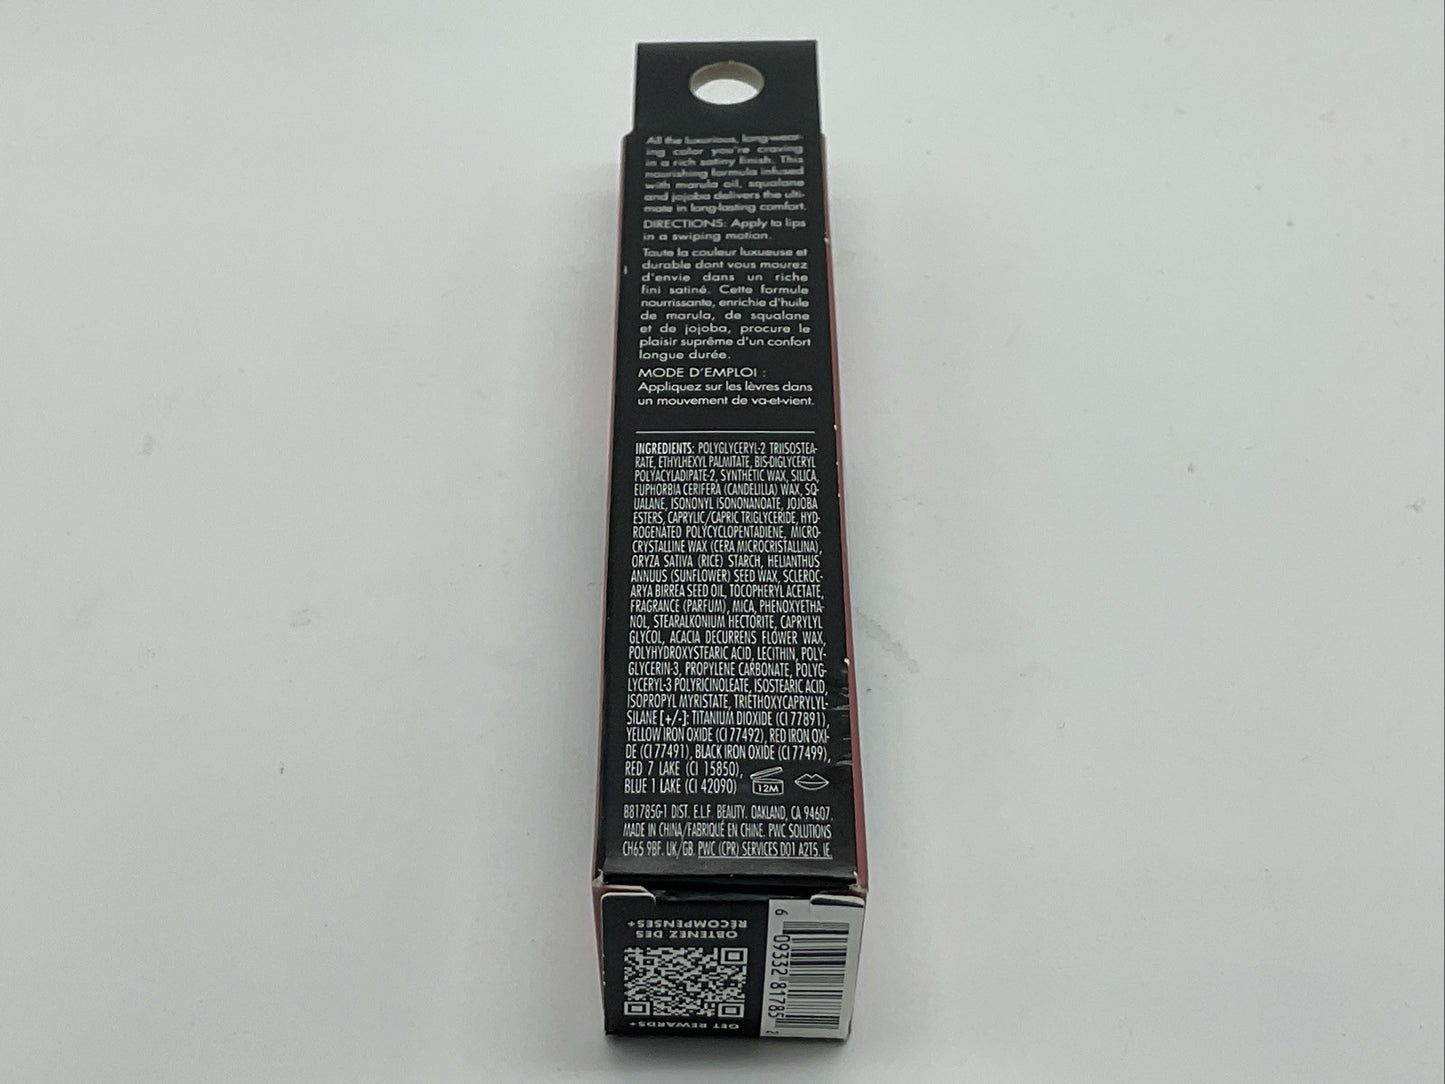 All the luxurious, long-wear-
ing color you're craving
in a rich satiny finish. This
nourishing formula infused
with marula oil, squalane
and jojoba delivers the ulti-
mate in long-lasting comfort.
DIRECTIONS: Apply to lips
in a swiping motion.
Toute la couleur luxueuse et
durable dont vous mourez
d'envie dans un riche
fini satiné. Cette formule
nourrissante, enrichie d'huile
de marula, de squalane
et de jojoba, procure le
plaisir suprême d'un confort
longue durée.
MODE D'EMPLOI :
Appliquez sur les lèvres dans
un mouvement de va-et-vient.
INGREDIENTS: POLYGLYCERYL-2 TRIISOSTEA-
RATE, ETHYLHEXYL PALMITATE, BIS-DIGLYCERYL
POLYACYLADIPATE-2, SYNTHETIC WAX, SILICA,
EUPHORBIA CERIFERA (CANDELILLA) WAX, SQ-
UALANE, ISONONYL ISONONANOATE, JOJOBA
ESTERS, CAPRYLIC/CAPRIC TRIGLYCERIDE, HYD-
ROGENATED POLYCYCLOPENTADIENE, MICRO-
CRYSTALLINE WAX (CERA MICROCRISTALLINA),
ORYZA SATIVA (RICE) STARCH, HELIANTHUS
ANNUUS (SUNFLOWER) SEED WAX, SCLEROC-
ARYA BIRREA SEED OIL, TOCOPHERYL ACETATE,
FRAGRANCE (PARFUM), MICA, PHENOXYETHA-
NOL, STEARALKONIUM HECTORITE, CAPRYLYL
GLYCOL, ACACIA DECURRENS FLOWER WAX,
POLYHYDROXYSTEARIC ACID, LECITHIN, POLY-
GLYCERIN-3, PROPYLENE CARBONATE, POLYG-
LYCERYL-3 POLYRICINOLEATE, ISOSTEARIC ACID,
ISOPROPYL MYRISTATE, TRIETHOXYCAPRYLYL-
SILANE [+/-]: TITANIUM DIOXIDE (CI 77891),
YELLOW IRON OXIDE (CI 77492), RED IRON OXI-
DE (CI 77491), BLACK IRON OXIDE (CI 77499),
RED 7 LAKE (CI 15850),
BLUE 1 LAKE (CI 42090)
12M
B81785G-1 DIST. E.L.F. BEAUTY. OAKLAND, CA 94607.
MADE IN CHINA/FABRIQUÉ EN CHINE. PWC SOLUTIONS
CH65 9BF. UK/GB. PWC (CPR) SERVICES D01 A2T5. IE.
OBTENEZ DES
RÉCOMPENSES+
GET REWARDS+
6 09332 81785 2